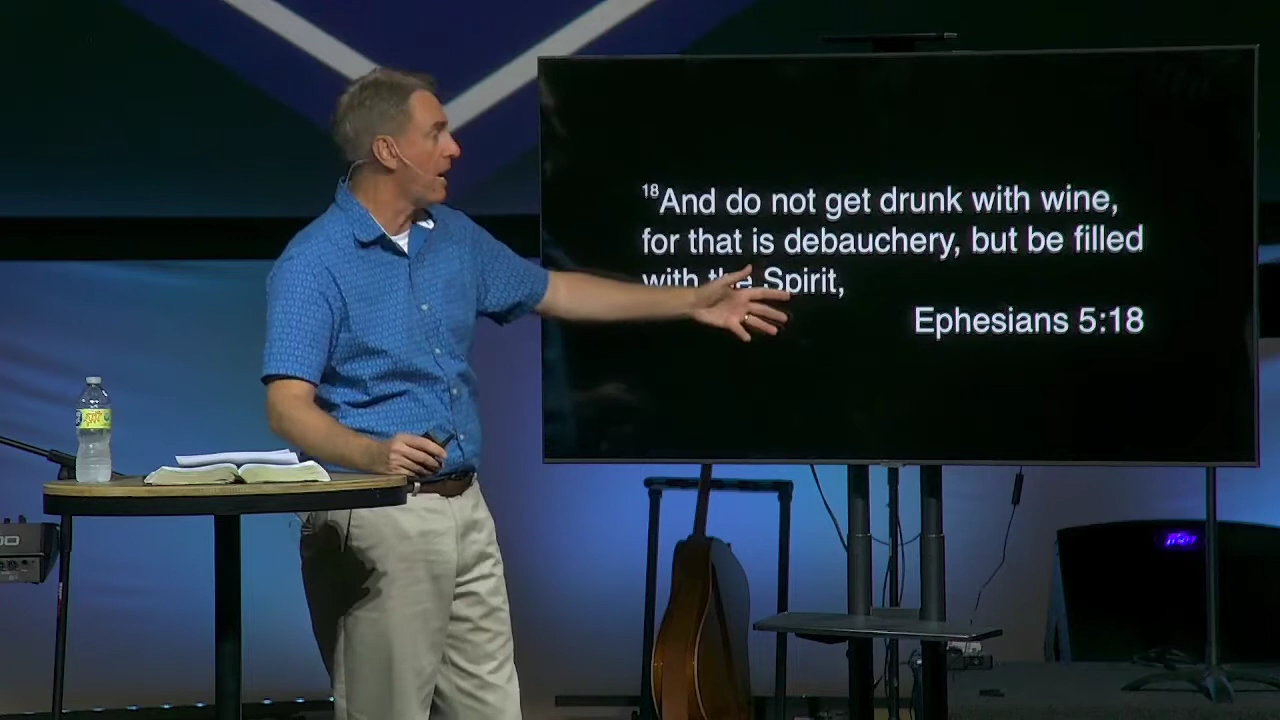 18And do not get drunk with wine,
for that is debauchery, but be filled
with the Spirit,
Ephesians 5:18